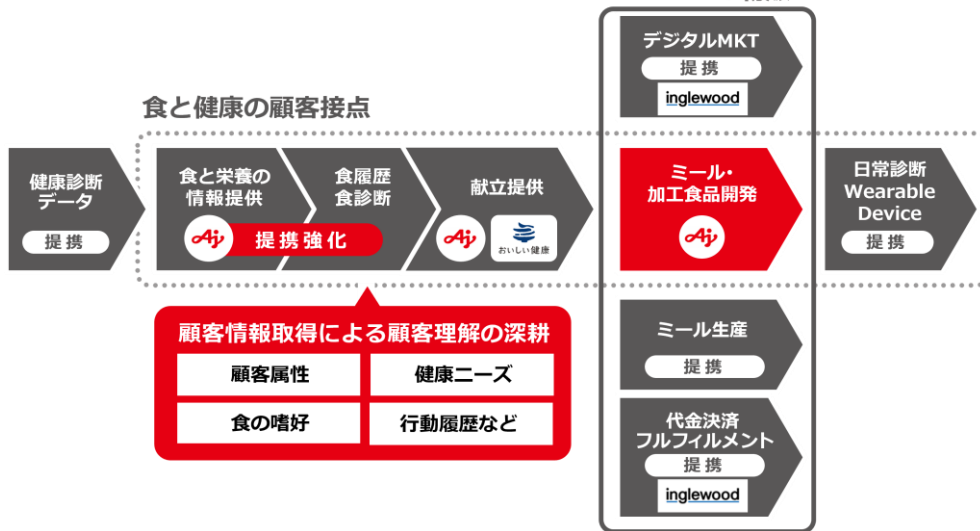 デジタルMKT
提携
inglewood
食と健康の顧客接点
健康診断
データ
提携
食と栄養の
情報提供
Aj
提携強化
食履歴
食診断
献立提供
Aj
おいしい健康
ミール・
加工食品開発
Aj
日常診断
Wearable
Device
提携
顧客情報取得による顧客理解の深耕
顧客属性
健康ニーズ
食の嗜好
行動履歴など
ミール生産
提携
代金決済
フルフィルメント
提携
inglewood